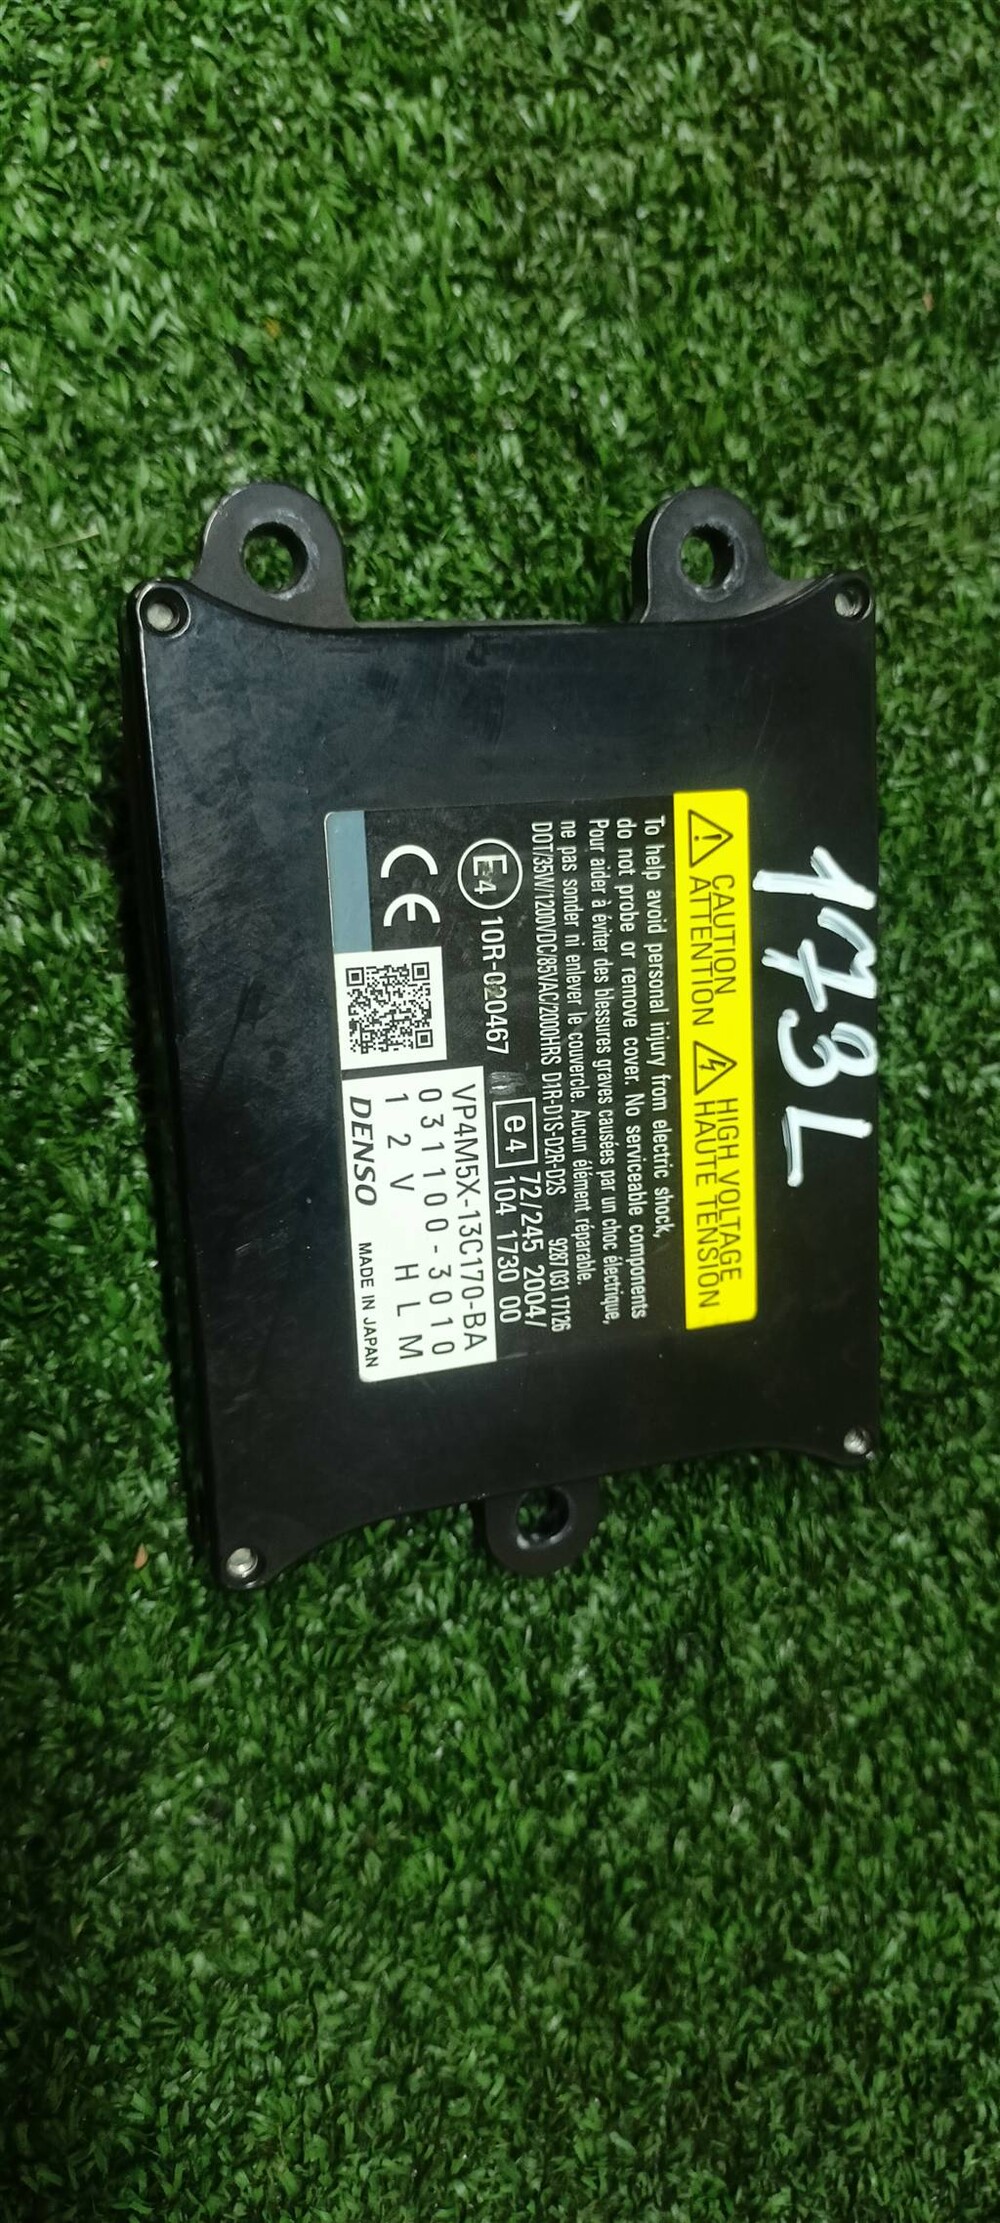 173L
CAUTION
ATTENTION
HIGH VOLTAGE
HAUTE TENSION
To help avoid personal injury from electric shock,
do not probe or remove cover. No serviceable components
Pour aider à éviter des blessures graves causées par un choc électrique,
ne pas sonder ni enlever le couvercle. Aucun élément réparable.
DOT/35W/1200VDC/85VAC/2000HRS D1R-D1S-D2R-D2S 9287 031 17126
E4 10R-020467
e4 72/245 2004/
104 1730 00
CE
VP4M5X-13C170-BA
031100-3010
12V HLM
DENSO MADE IN JAPAN